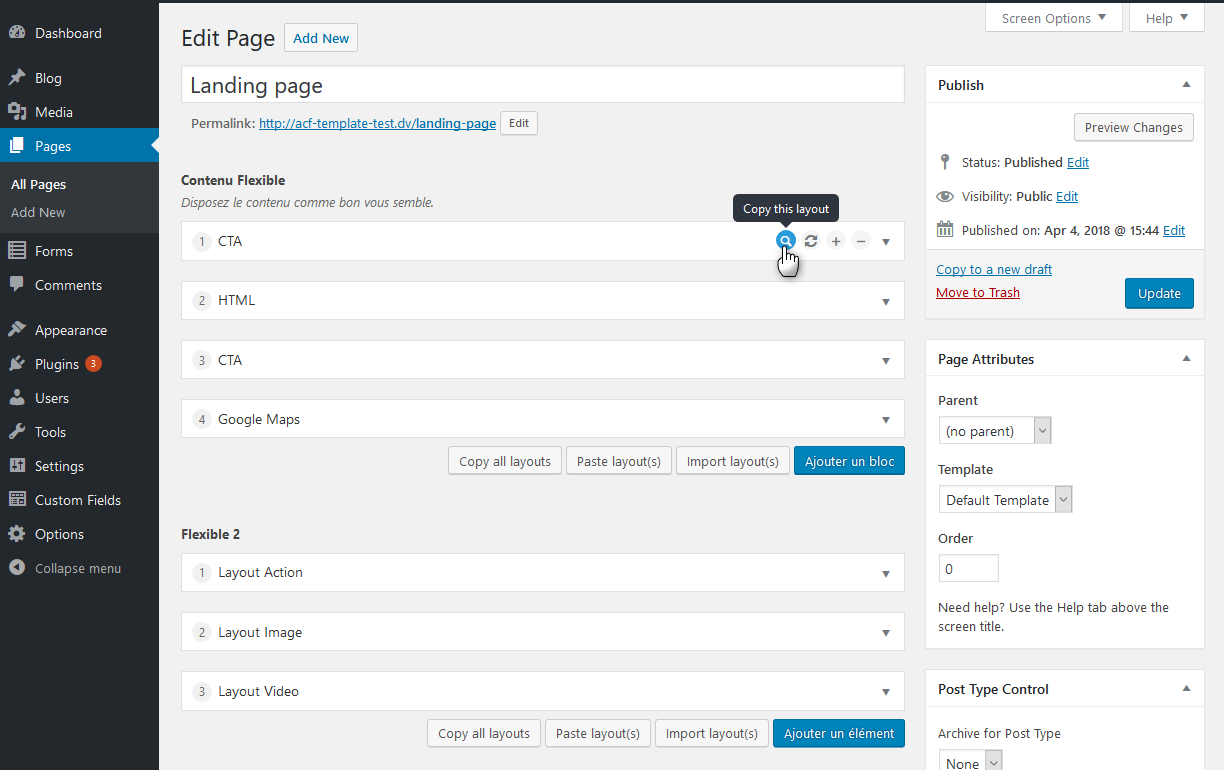 Screen Options
Help
Dashboard
Blog
Media
Pages
All Pages
Add New
Forms
Comments
Appearance
Plugins 3
Users
Tools
Settings
Custom Fields
Options
Collapse menu
Edit Page Add New
Landing page
Permalink: http://acf-template-test.dv/landing-page Edit
Contenu Flexible
Disposez le contenu comme bon vous semble.
Copy this layout
1 CTA
2 HTML
3 CTA
4 Google Maps
Copy all layouts Paste layout(s) Import layout(s) Ajouter un bloc
Flexible 2
1 Layout Action
2 Layout Image
3 Layout Video
Copy all layouts Paste layout(s) Import layout(s) Ajouter un élément
Publish
Preview Changes
Status: Published Edit
Visibility: Public Edit
Published on: Apr 4, 2018 @ 15:44 Edit
Copy to a new draft
Move to Trash
Update
Page Attributes
Parent
(no parent)
Template
Default Template
Order
0
Need help? Use the Help tab above the
screen title.
Post Type Control
Archive for Post Type
None